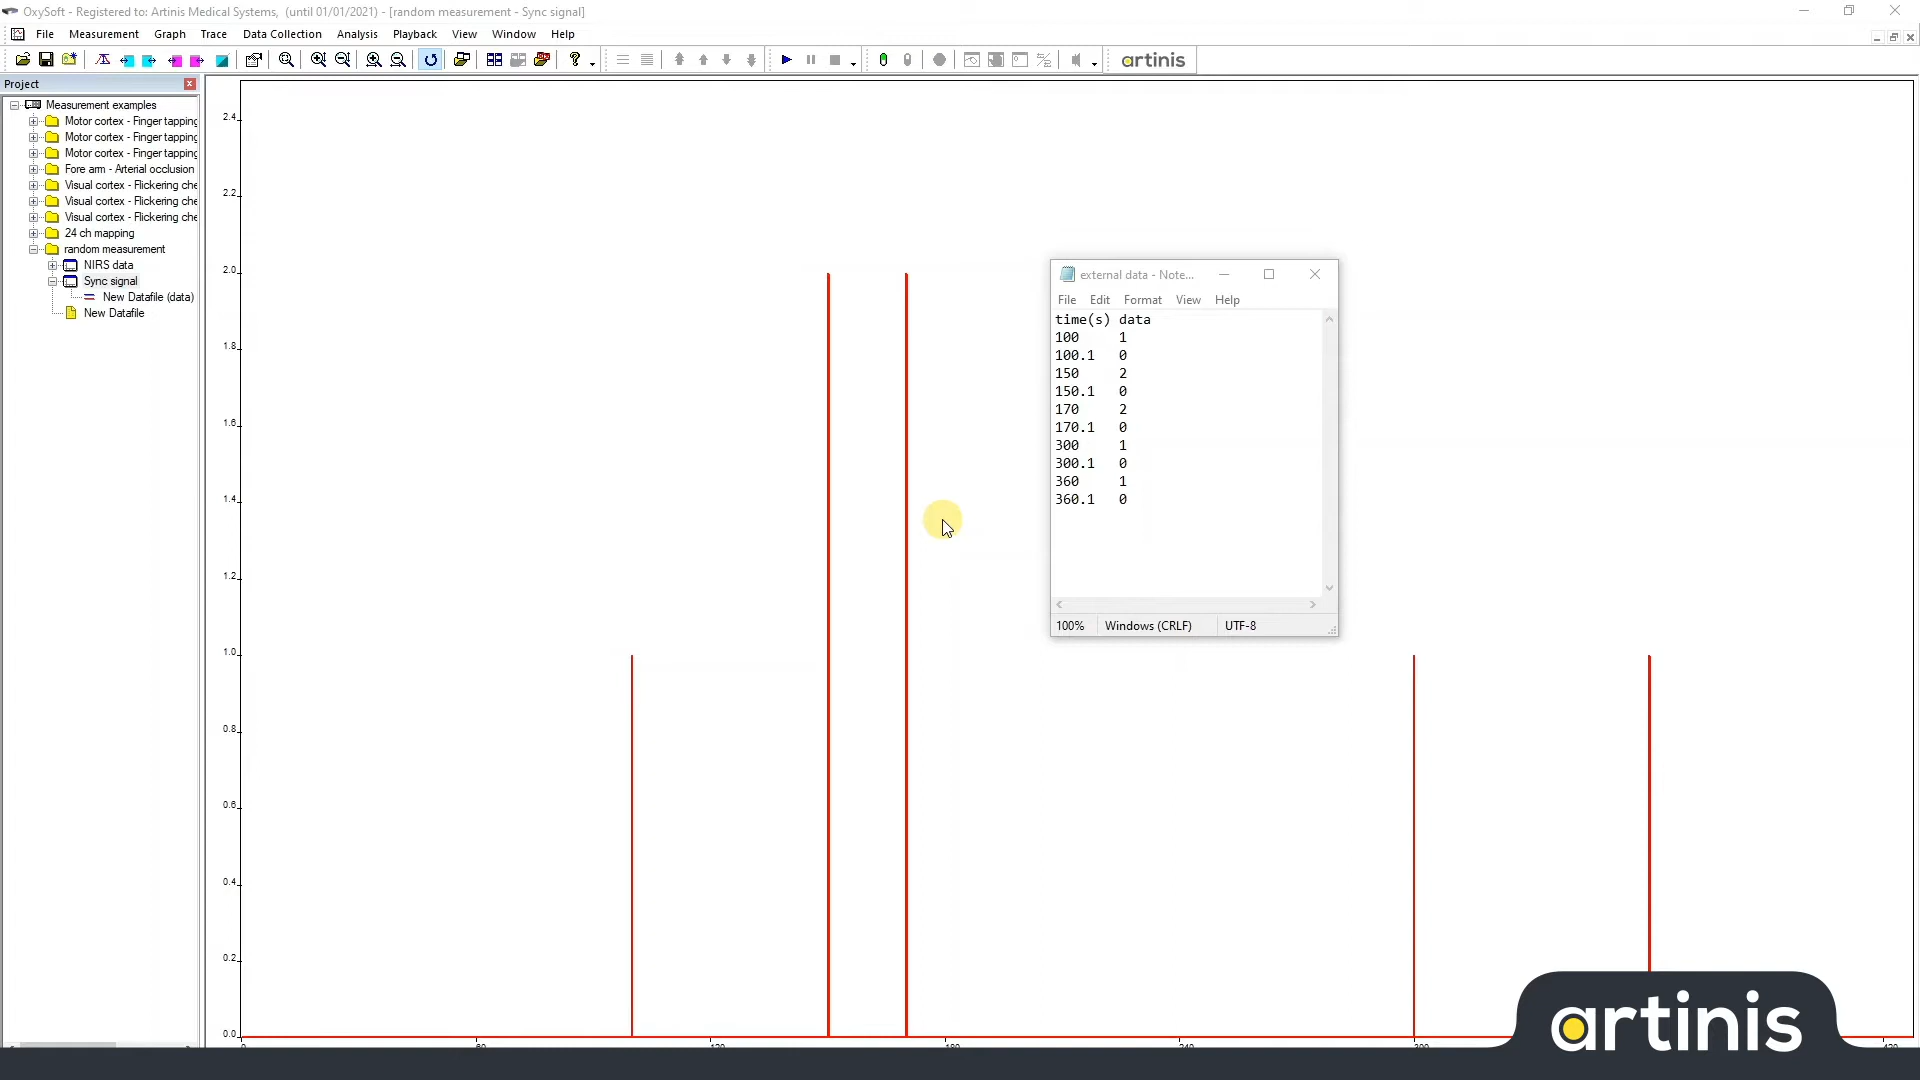 OxySoft - Registered to: Artinis Medical Systems, (until 01/01/2021) - [random measurement - Sync signal]
File Measurement Graph Trace Data Collection Analysis Playback View Window Help
artinis
Project
Measurement examples
Motor cortex - Finger tapping
Motor cortex - Finger tapping
Motor cortex - Finger tapping
Fore arm - Arterial occlusion
Visual cortex - Flickering che
Visual cortex - Flickering che
Visual cortex - Flickering che
24 ch mapping
random measurement
NIRS data
Sync signal
New Datafile (data)
New Datafile
2.4
2.2
2.0
1.8
1.6
1.4
1.2
1.0
0.8
0.6
0.4
0.2
0.0
external data - Note...
File Edit Format View Help
time(s) data
100 1
100.1 0
150 2
150.1 0
170 2
170.1 0
300 1
300.1 0
360 1
360.1 0
100% Windows (CRLF) UTF-8
artinis